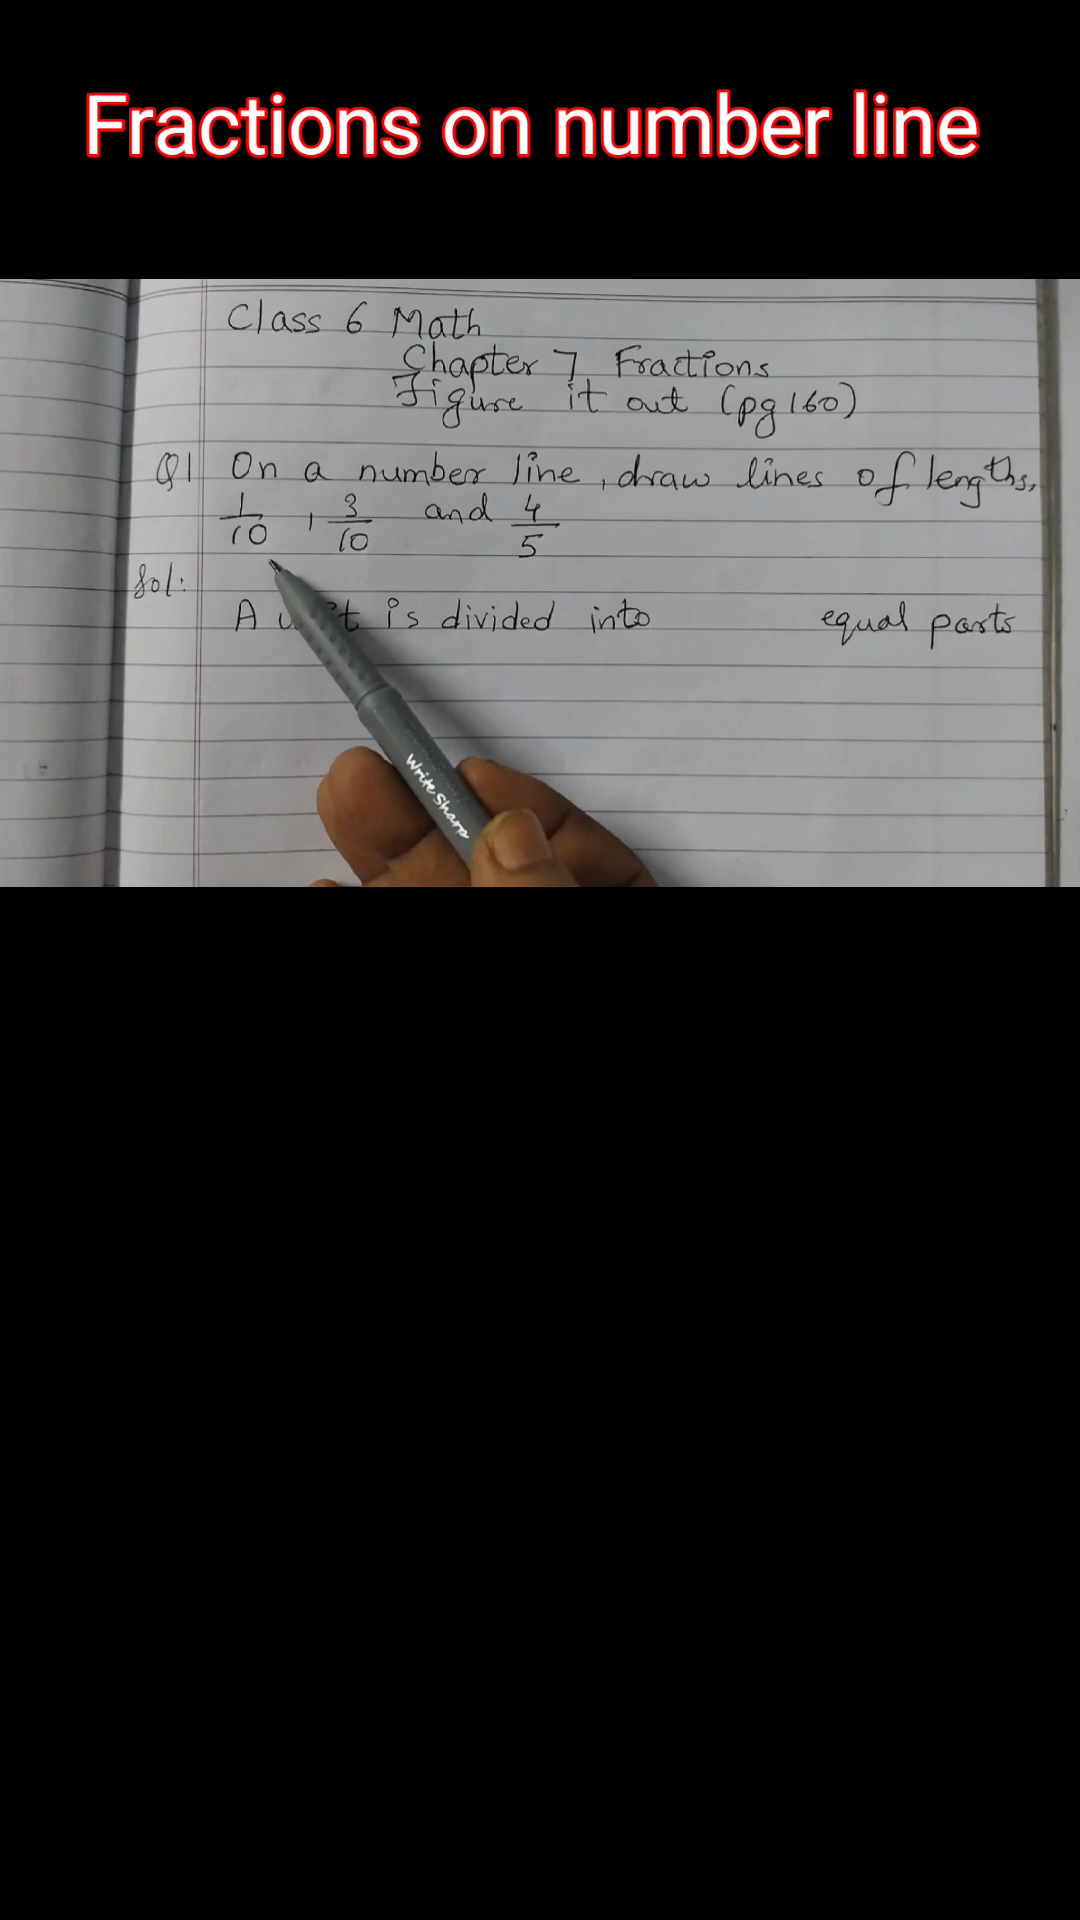 Fractions on number line
Class 6 Math
Chapter 7 Fractions
Figure it out (pg 160)
Q1 On a number line, draw lines of lengths,
1/10, 3/10 and 4/5
Sol:
A is divided into equal parts
Write Sharp